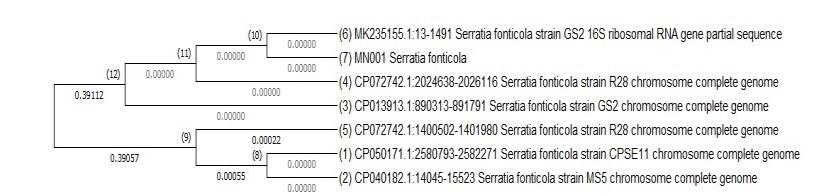 (10)
(6) MK235155.1:13-1491 Serratia fonticola strain GS2 16S ribosomal RNA gene partial sequence
0.00000
(11)
0.00000
(7) MN001 Serratia fonticola
0.00000
(12)
0.00000
(4) CP072742.1:2024638-2026116 Serratia fonticola strain R28 chromosome complete genome
0.00000
0.39112
(3) CP013913.1:890313-891791 Serratia fonticola strain GS2 chromosome complete genome
0.00000
(5) CP072742.1:1400502-1401980 Serratia fonticola strain R28 chromosome complete genome
(9)
0.00022
0.39057
(8)
(1) CP050171.1:2580793-2582271 Serratia fonticola strain CPSE11 chromosome complete genome
0.00000
0.00055
(2) CP040182.1:14045-15523 Serratia fonticola strain MS5 chromosome complete genome
0.00000